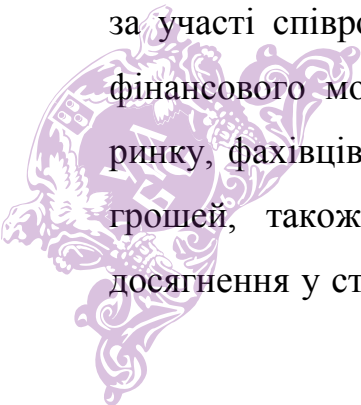 за участі співро
фінансового мо
ринку, фахівців
грошей, також
досягнення у ст